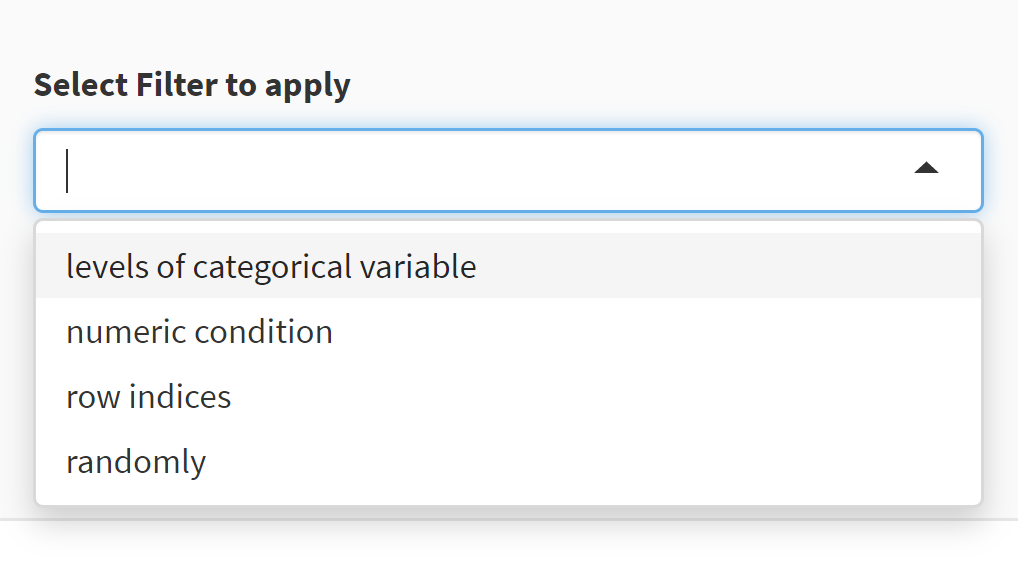 Select Filter to apply
levels of categorical variable
numeric condition
row indices
randomly